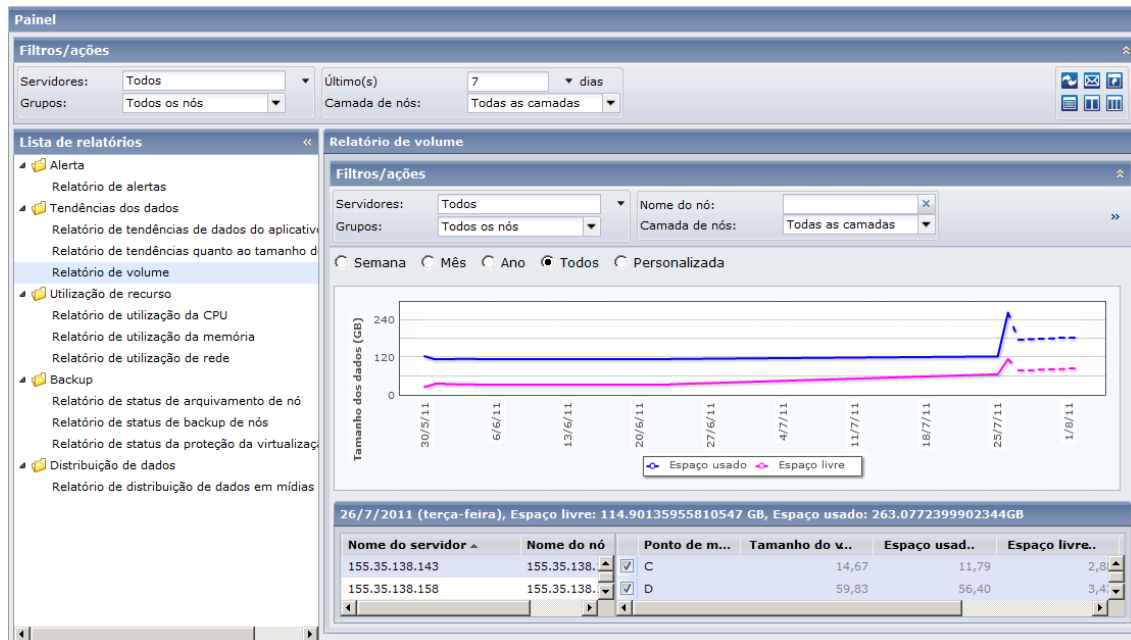 Painel
Filtros/ações
Servidores: Todos Último(s) 7 dias
Grupos: Todos os nós Camada de nós: Todas as camadas
Lista de relatórios
Alerta
Relatório de alertas
Tendências dos dados
Relatório de tendências de dados do aplicativo
Relatório de tendências quanto ao tamanho d
Relatório de volume
Utilização de recurso
Relatório de utilização da CPU
Relatório de utilização da memória
Relatório de utilização de rede
Backup
Relatório de status de arquivamento de nó
Relatório de status de backup de nós
Relatório de status da proteção da virtualizaç
Distribuição de dados
Relatório de distribuição de dados em mídias
Relatório de volume
Filtros/ações
Servidores: Todos Nome do nó:
Grupos: Todos os nós Camada de nós: Todas as camadas
Semana Mês Ano Todos Personalizada
Tamanho dos dados (GB)
240
120
0
30/5/11 6/6/11 13/6/11 20/6/11 27/6/11 4/7/11 11/7/11 18/7/11 25/7/11 1/8/11
Espaço usado Espaço livre
26/7/2011 (terça-feira), Espaço livre: 114.90135955810547 GB, Espaço usado: 263.0772399902344GB
Nome do servidor Nome do nó Ponto de m... Tamanho do v... Espaço usad.. Espaço livre..
155.35.138.143 155.35.138. C 14,67 11,79 2,8
155.35.138.158 155.35.138. D 59,83 56,40 3,4